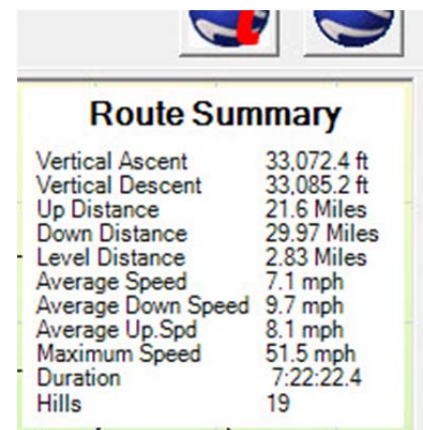 Route Summary
Vertical Ascent 33,072.4 ft
Vertical Descent 33,085.2 ft
Up Distance 21.6 Miles
Down Distance 29.97 Miles
Level Distance 2.83 Miles
Average Speed 7.1 mph
Average Down Speed 9.7 mph
Average Up.Spd 8.1 mph
Maximum Speed 51.5 mph
Duration 7:22:22.4
Hills 19